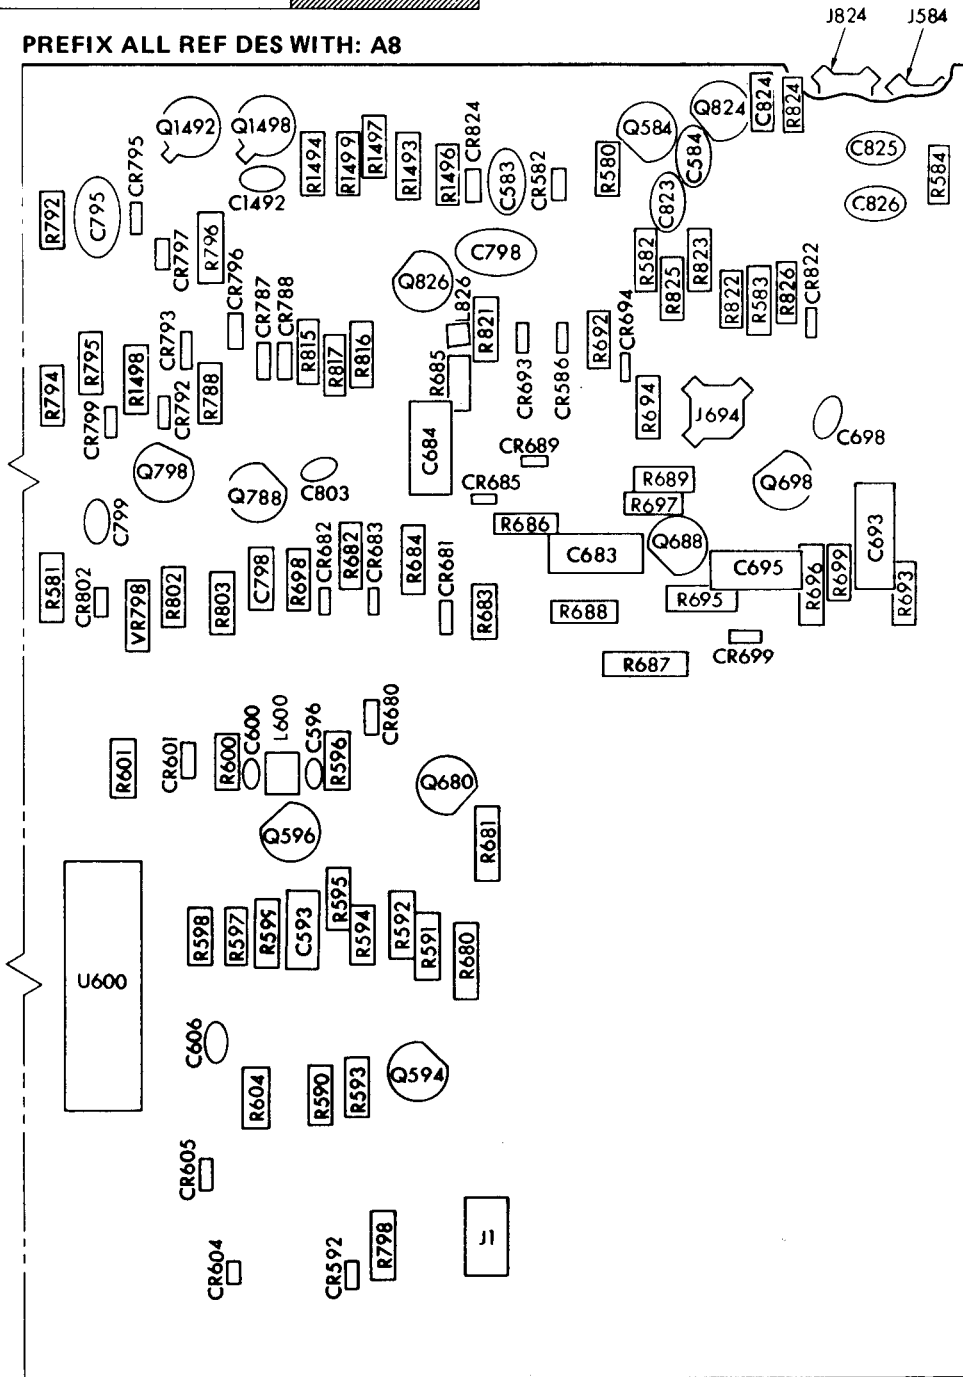 J824 J584
PREFIX ALL REF DES WITH: A8
Q1492 Q1498 R1494 R1499 R1497 R1493 R1496 CR824 C583 CR582 R580 Q584 C584 Q824 C824 R824
R792 C795 CR795 C1492 C823 C825 R584
C826
CR797 R796 CR796 CR787 CR788 Q826 C798 L826 R582 R825 R823 R822 R583 R826 CR822
R794 R795 R1498 CR793 CR792 R788 R815 R817 R816 R685 R821 CR693 CR586 R692 CR694 R694 J694 C698
CR799 Q798 Q788 C803 C684 CR689 CR685 R689 R697 Q698
C799 R686 C683 Q688 C695 C693
R581 CR802 VR798 R802 R803 C798 R698 CR682 R682 CR683 R684 CR681 R683 R688 R695 R696 R699 R693
R687 CR699
R601 CR601 R600 C600 L600 C596 R596 CR680 Q680
Q596 R681
U600 R598 R597 R599 C593 R595 R594 R592 R591 R680
C606 R604 R590 R593 Q594
CR605
CR604 CR592 R798 J1